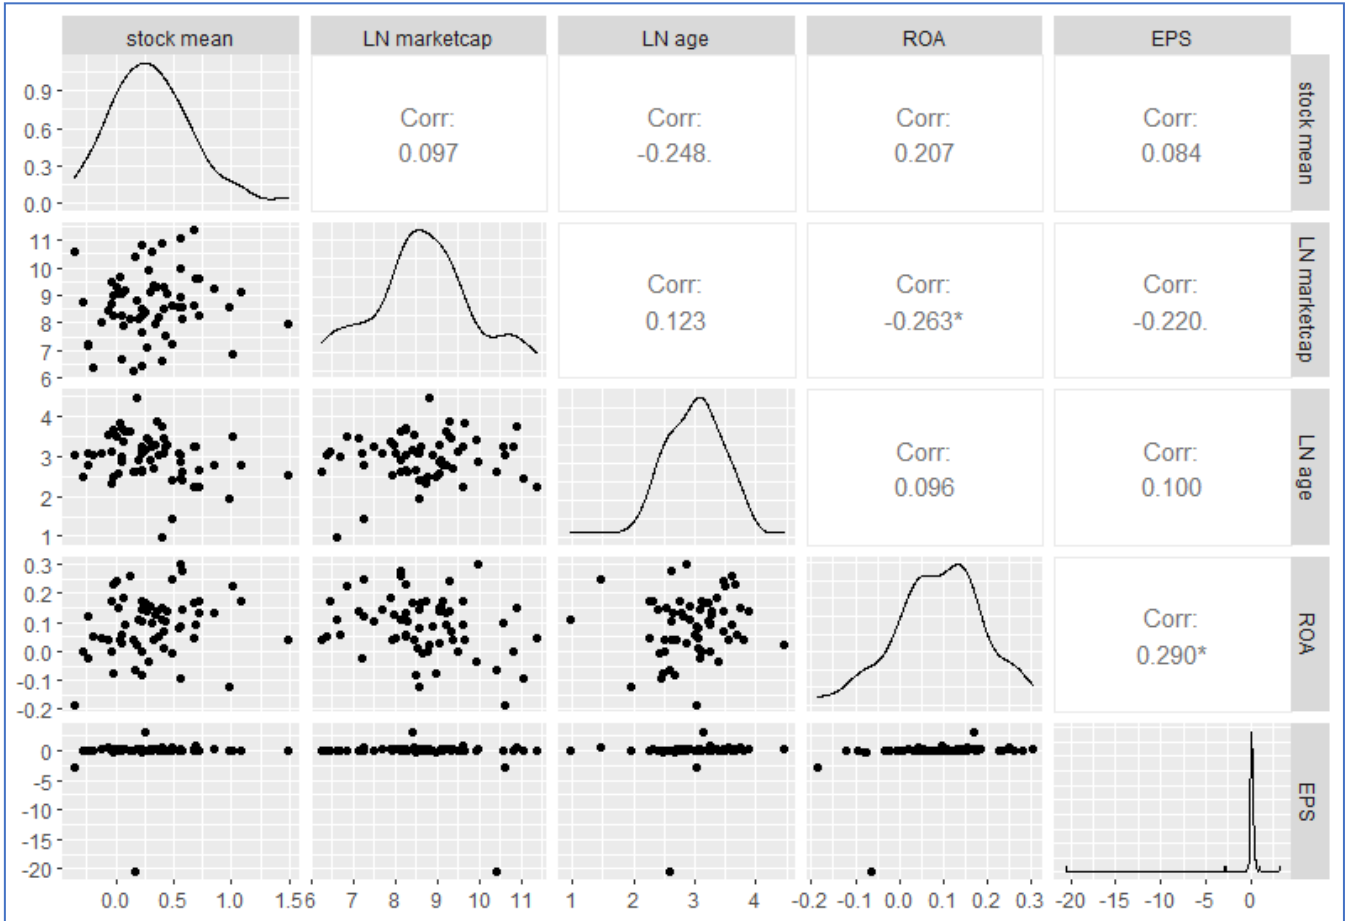 stock mean LN marketcap LN age ROA EPS
0.9
0.6
0.3
0.0
Corr:
0.097
Corr:
-0.248.
Corr:
0.207
Corr:
0.084
stock mean
11
10
9
8
7
6
Corr:
0.123
Corr:
-0.263*
Corr:
-0.220.
LN marketcap
4
3
2
1
Corr:
0.096
Corr:
0.100
LN age
0.3
0.2
0.1
0.0
-0.1
-0.2
Corr:
0.290*
ROA
0
-5
-10
-15
-20
EPS
0.0 0.5 1.0 1.5 6 7 8 9 10 11 1 2 3 4 -0.2 -0.1 0.0 0.1 0.2 0.3 -20 -15 -10 -5 0